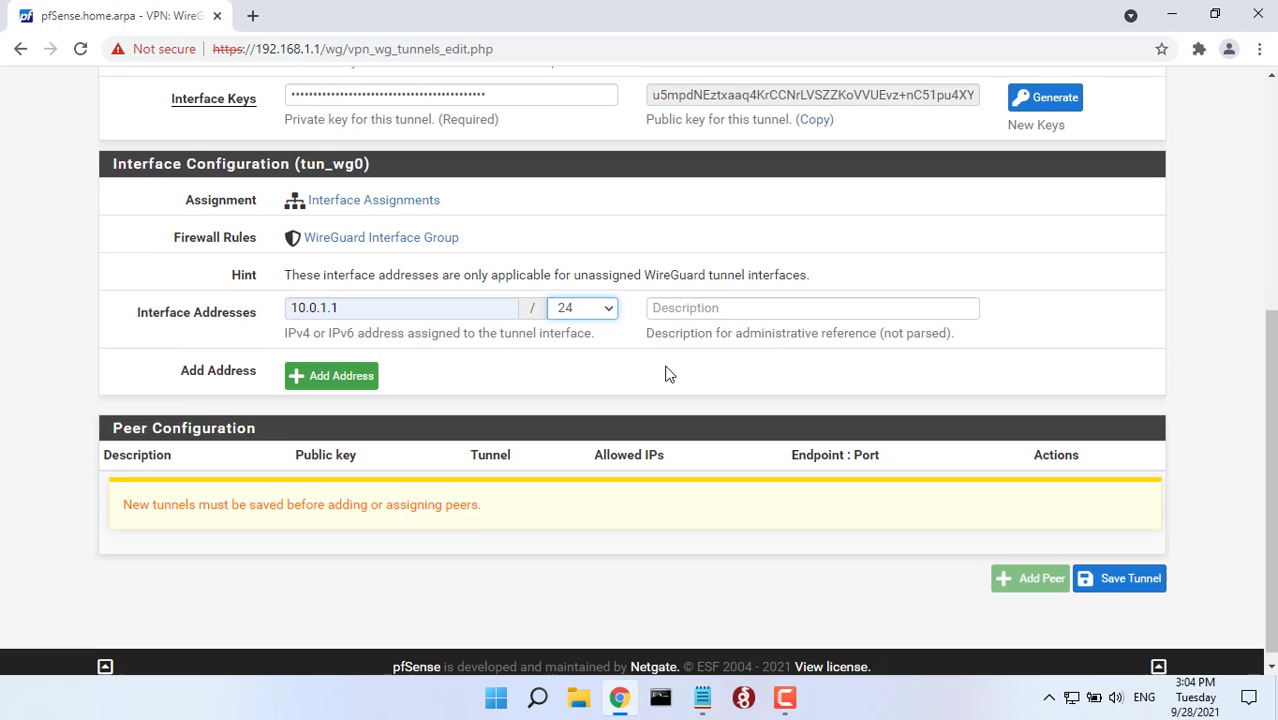 pfSense.home.arpa - VPN: WireG
Not secure
https://192.168.1.1/wg/vpn_wg_tunnels_edit.php
Interface Keys
u5mpdNEztxaaq4KrCCNrLVSZZKoVVUEvz+nC51pu4XY
Generate
Private key for this tunnel. (Required)
Public key for this tunnel. (Copy)
New Keys
Interface Configuration (tun_wg0)
Assignment
Interface Assignments
Firewall Rules
WireGuard Interface Group
Hint
These interface addresses are only applicable for unassigned WireGuard tunnel interfaces.
Interface Addresses
10.0.1.1
/
24
Description
IPv4 or IPv6 address assigned to the tunnel interface.
Description for administrative reference (not parsed).
Add Address
Add Address
Peer Configuration
Description Public key Tunnel Allowed IPs Endpoint : Port Actions
New tunnels must be saved before adding or assigning peers.
Add Peer
Save Tunnel
pfSense is developed and maintained by Netgate. © ESF 2004 - 2021 View license.
ENG
3:04 PM
Tuesday
9/28/2021